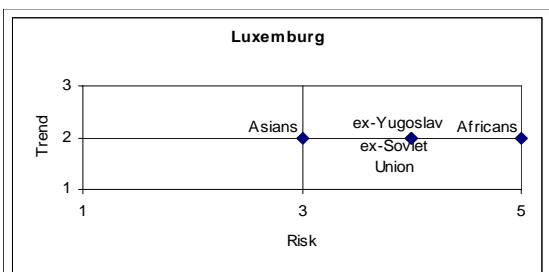 Luxemburg
3
Trend
2
1
Asians
ex-Yugoslav
ex-Soviet
Union
Africans
1
3
5
Risk